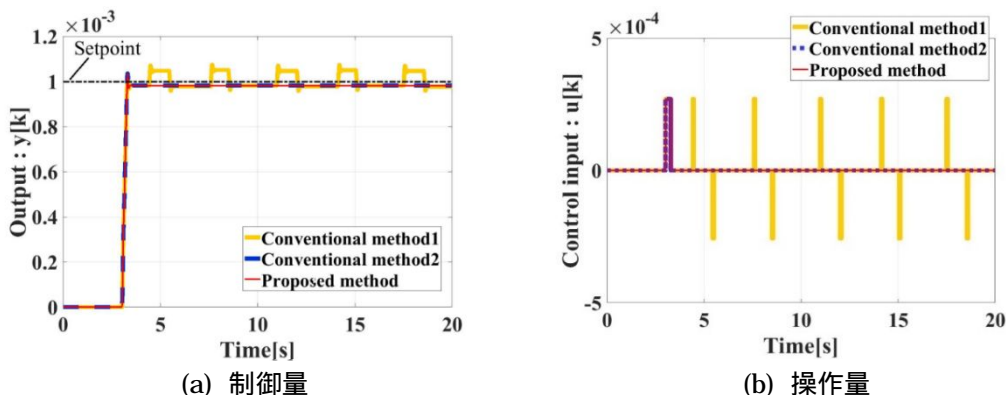 ×10⁻³
1.2
Setpoint
1
0.8
0.6
0.4
0.2
0
Output : y[k]
Conventional method1
Conventional method2
Proposed method
0 5 10 15 20
Time[s]
(a) 制御量
×10⁻⁴
5
0
-5
Control input : u[k]
Conventional method1
Conventional method2
Proposed method
0 5 10 15 20
Time[s]
(b) 操作量